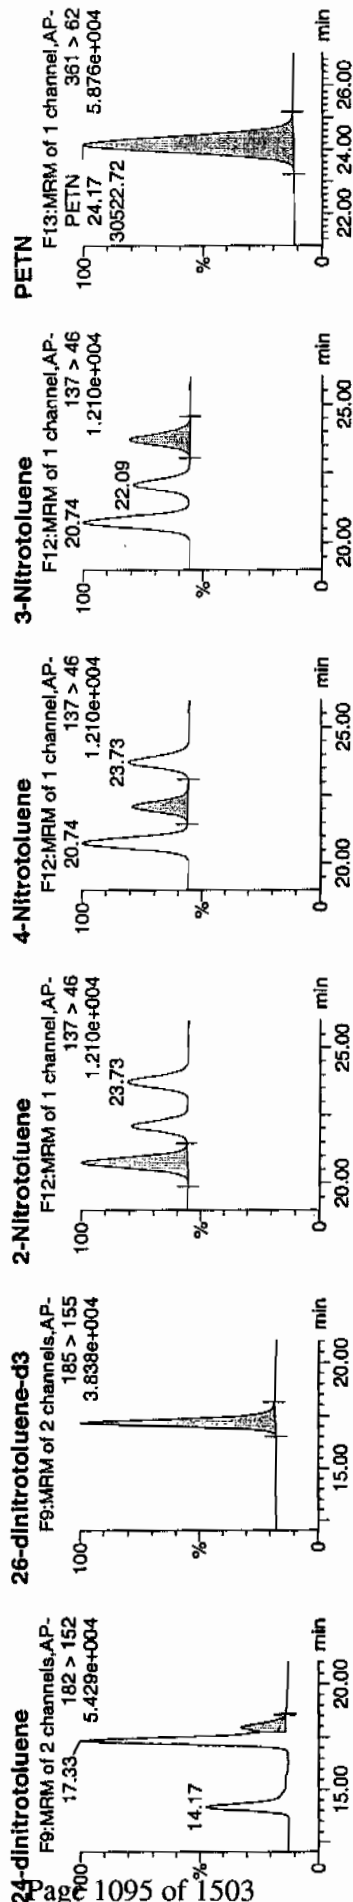 24-dinitrotoluene
F9:MRM of 2 channels,AP-
182 > 152
5.429e+004
17.33
14.17
%
0
15.00
20.00
min
26-dinitrotoluene-d3
F9:MRM of 2 channels,AP-
185 > 155
3.838e+004
100
%
0
15.00
20.00
min
2-Nitrotoluene
F12:MRM of 1 channel,AP-
137 > 46
1.210e+004
100
23.73
%
0
20.00
25.00
min
4-Nitrotoluene
F12:MRM of 1 channel,AP-
20.74
137 > 46
1.210e+004
100
23.73
%
0
20.00
25.00
min
3-Nitrotoluene
F12:MRM of 1 channel,AP-
20.74
137 > 46
1.210e+004
100
22.09
%
0
20.00
25.00
min
PETN
F13:MRM of 1 channel,AP-
PETN
361 > 62
24.17
5.876e+004
30522.72
100
%
0
22.00
24.00
26.00
min
Page 1095 of 1503